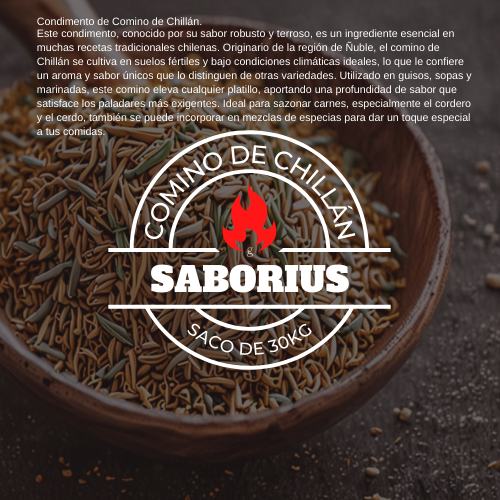 Condimento de Comino de Chillán.
Este condimento, conocido por su sabor robusto y terroso, es un ingrediente esencial en
muchas recetas tradicionales chilenas. Originario de la región de Ñuble, el comino de
Chillán se cultiva en suelos fértiles y bajo condiciones climáticas ideales, lo que le confiere
un aroma y sabor únicos que lo distinguen de otras variedades. Utilizado en guisos, sopas y
marinadas, este comino eleva cualquier platillo, aportando una profundidad de sabor que
satisface los paladares más exigentes. Ideal para sazonar carnes, especialmente el cordero
y el cerdo, también se puede incorporar en mezclas de especias para dar un toque especial
a tus comidas.
COMINO DE CHILLÁN
g
SABORIUS
SACO DE 30KG